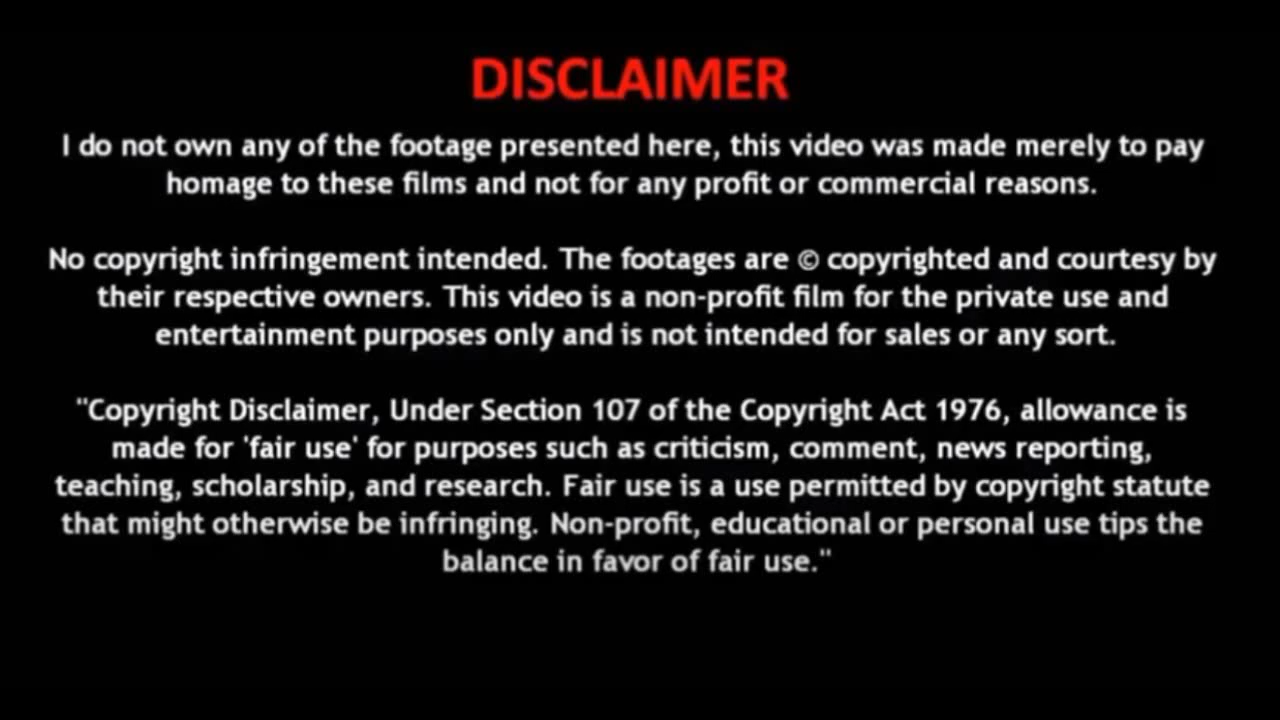 DISCLAIMER
I do not own any of the footage presented here, this video was made merely to pay
homage to these films and not for any profit or commercial reasons.
No copyright infringement intended. The footages are © copyrighted and courtesy by
their respective owners. This video is a non-profit film for the private use and
entertainment purposes only and is not intended for sales or any sort.
"Copyright Disclaimer, Under Section 107 of the Copyright Act 1976, allowance is
made for 'fair use' for purposes such as criticism, comment, news reporting,
teaching, scholarship, and research. Fair use is a use permitted by copyright statute
that might otherwise be infringing. Non-profit, educational or personal use tips the
balance in favor of fair use."